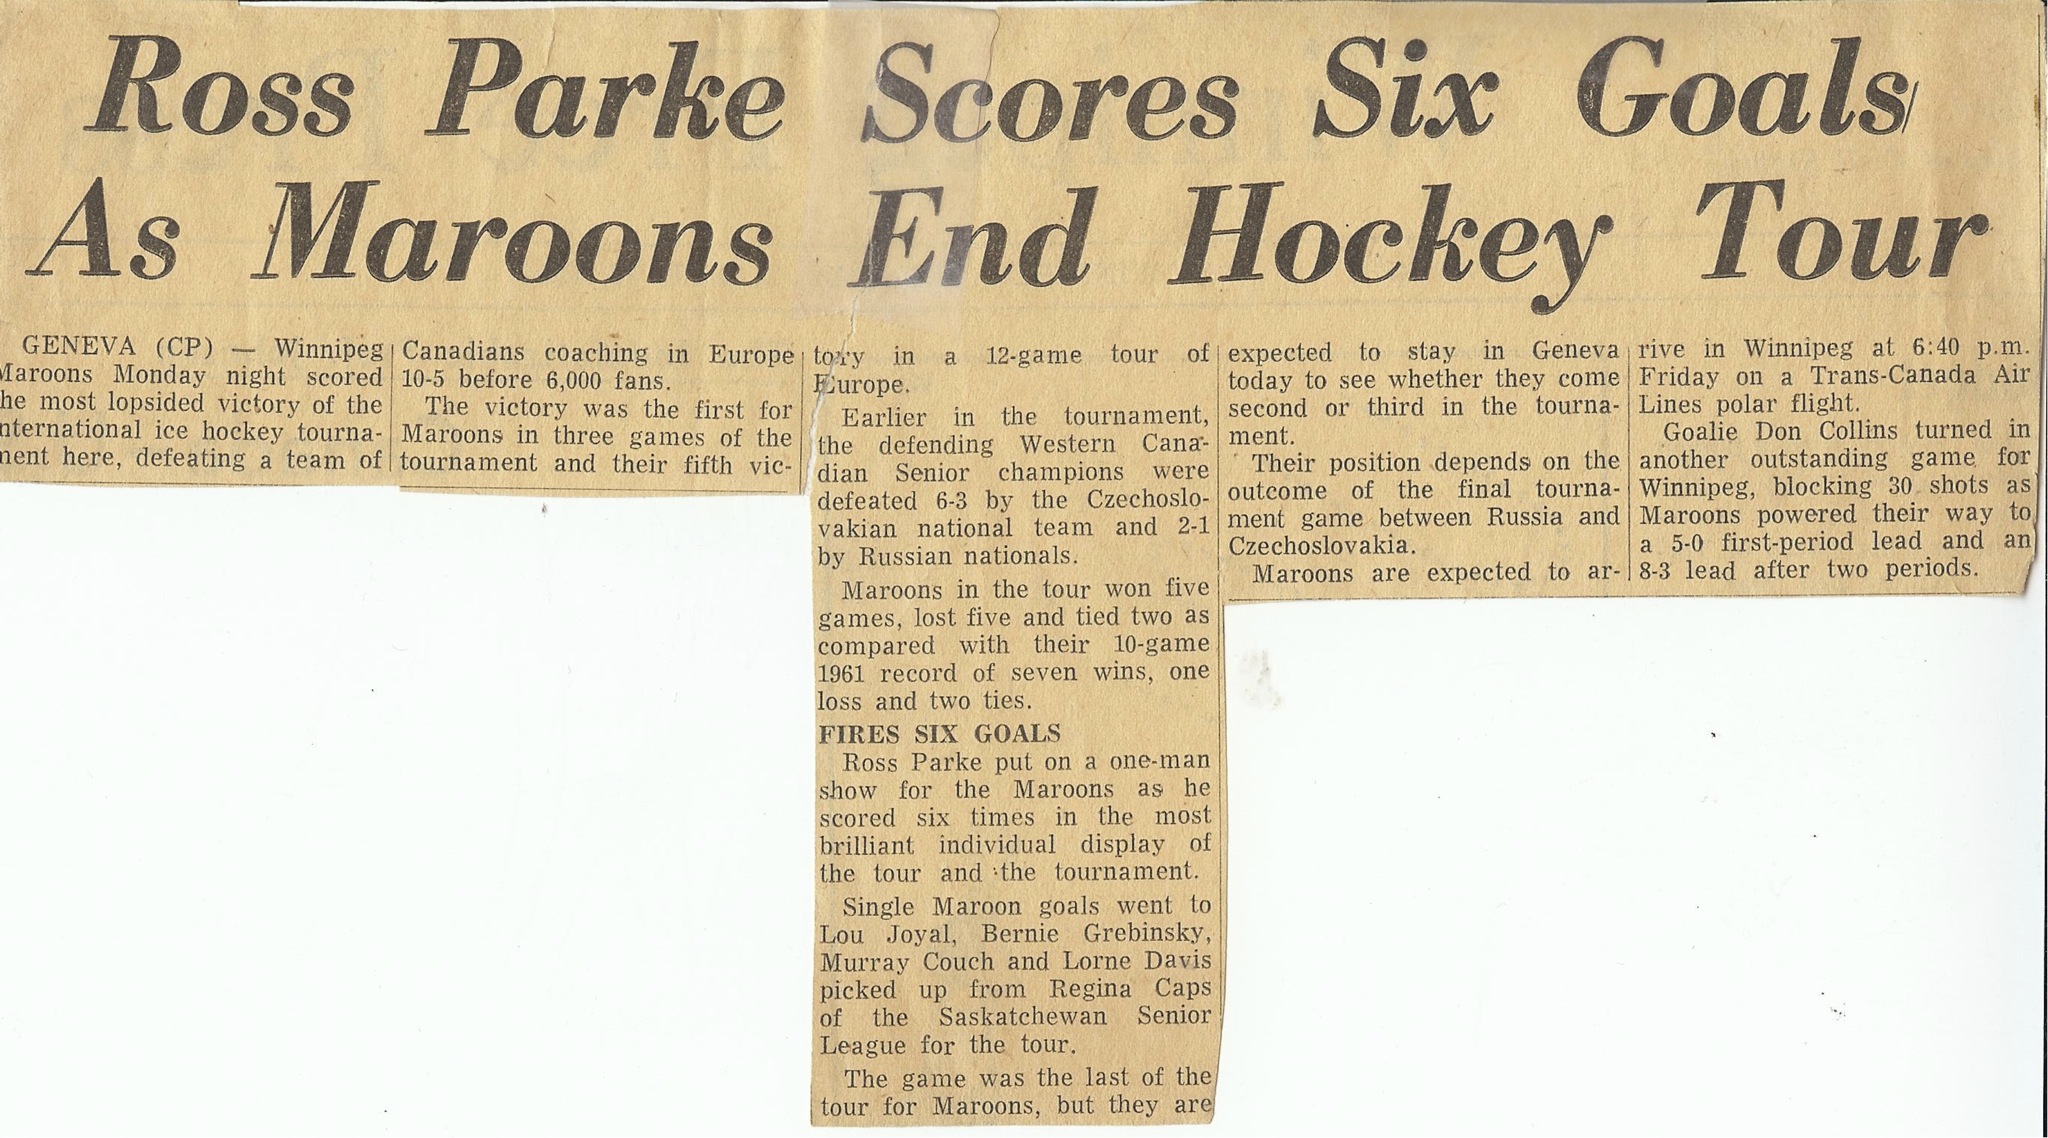 Ross Parke Scores Six Goals
As Maroons End Hockey Tour
GENEVA (CP) — Winnipeg
Maroons Monday night scored
the most lopsided victory of the
nternational ice hockey tourna-
ment here, defeating a team of
Canadians coaching in Europe
10-5 before 6,000 fans.
The victory was the first for
Maroons in three games of the
tournament and their fifth vic-
tory in a 12-game tour of
Europe.
Earlier in the tournament,
the defending Western Cana-
dian Senior champions were
defeated 6-3 by the Czechoslo-
vakian national team and 2-1
by Russian nationals.
Maroons in the tour won five
games, lost five and tied two as
compared with their 10-game
1961 record of seven wins, one
loss and two ties.
FIRES SIX GOALS
Ross Parke put on a one-man
show for the Maroons as he
scored six times in the most
brilliant individual display of
the tour and the tournament.
Single Maroon goals went to
Lou Joyal, Bernie Grebinsky,
Murray Couch and Lorne Davis
picked up from Regina Caps
of the Saskatchewan Senior
League for the tour.
The game was the last of the
tour for Maroons, but they are
expected to stay in Geneva
today to see whether they come
second or third in the tourna-
ment.
Their position depends on the
outcome of the final tourna-
ment game between Russia and
Czechoslovakia.
Maroons are expected to ar-
rive in Winnipeg at 6:40 p.m.
Friday on a Trans-Canada Air
Lines polar flight.
Goalie Don Collins turned in
another outstanding game for
Winnipeg, blocking 30 shots as
Maroons powered their way to
a 5-0 first-period lead and an
8-3 lead after two periods.